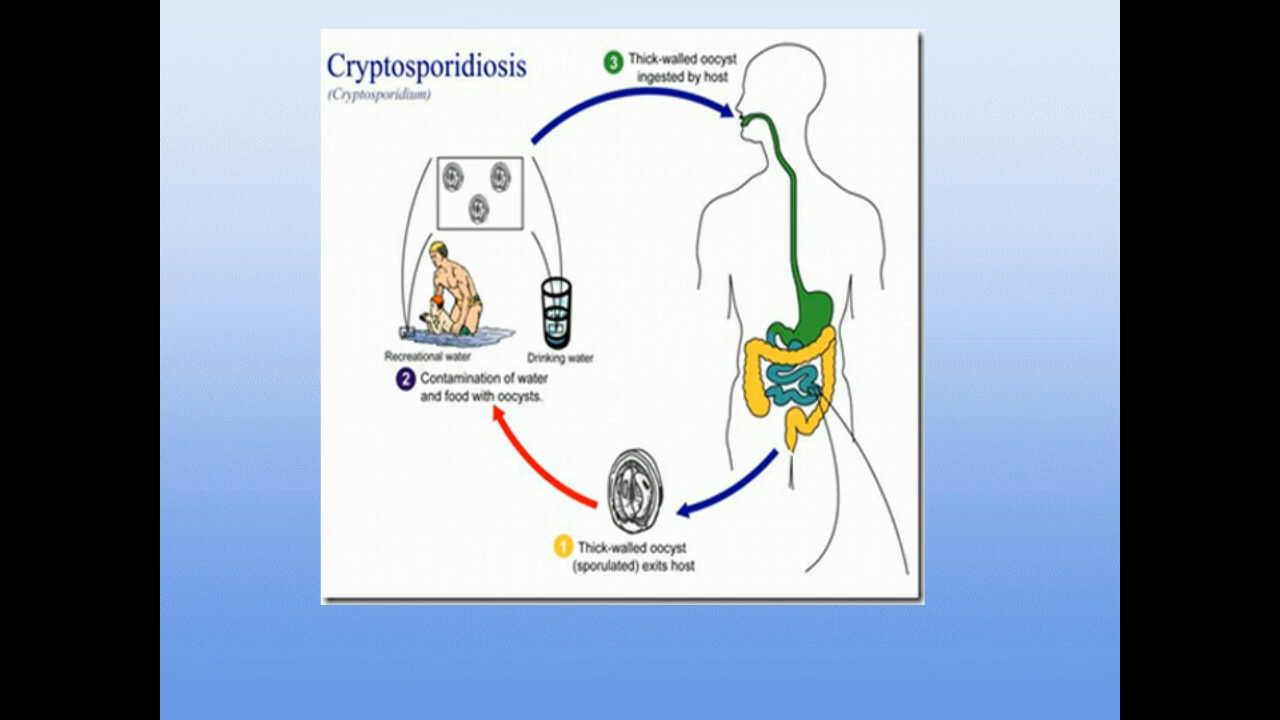 Cryptosporidiosis
(Cryptosporidium)
3 Thick-walled oocyst
ingested by host
Recreational water
Drinking water
2 Contamination of water
and food with oocysts.
1 Thick-walled oocyst
(sporulated) exits host